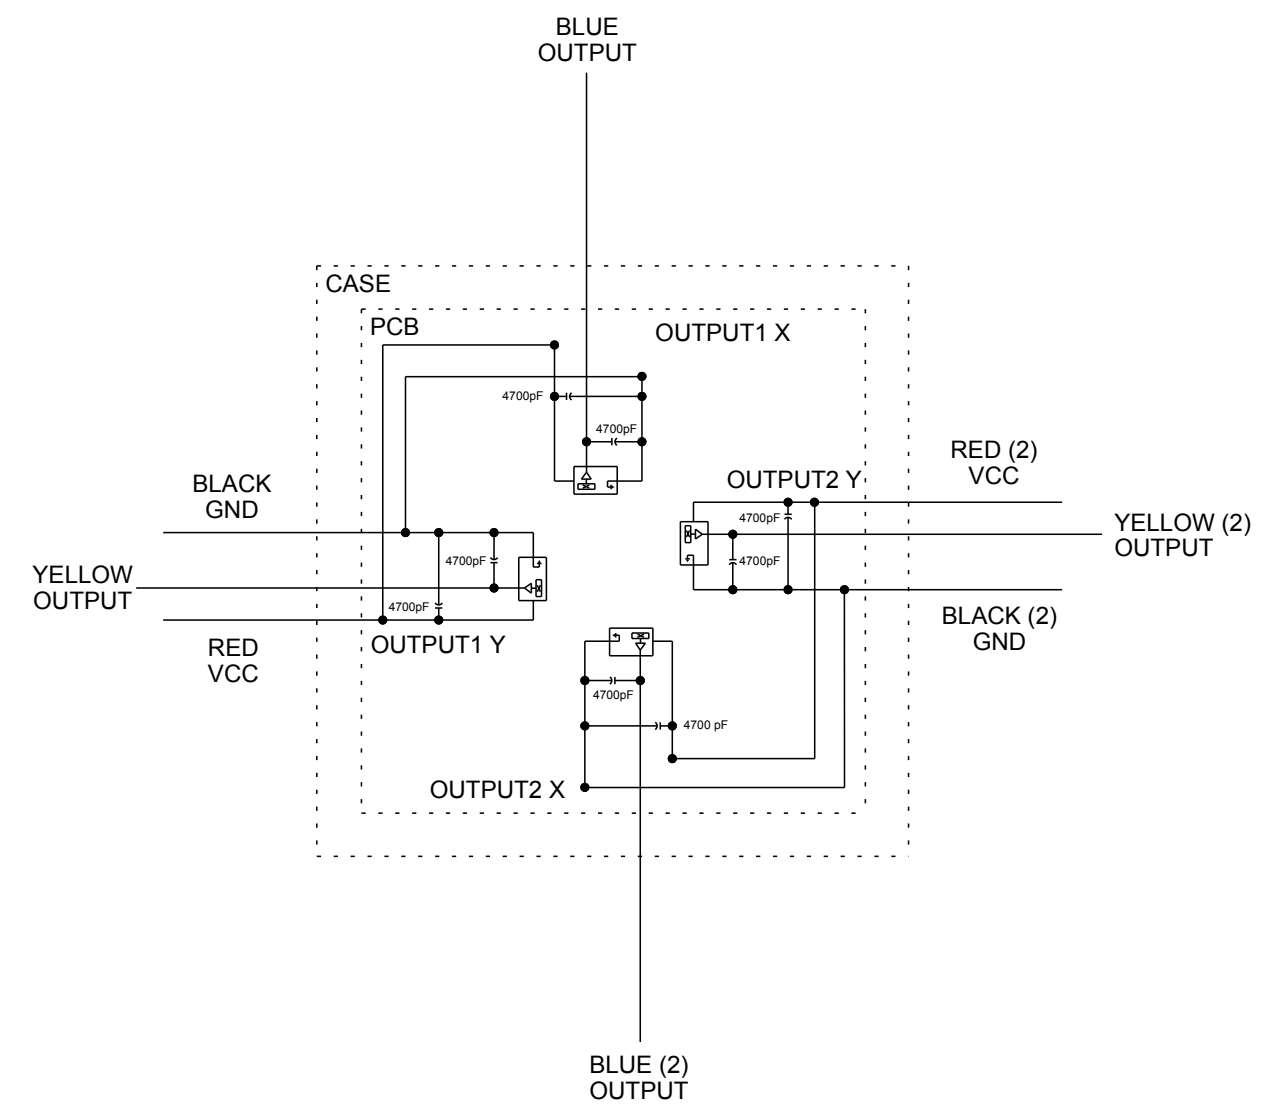 BLUE
OUTPUT
CASE
PCB
OUTPUT1 X
4700pF
4700pF
RED (2)
VCC
OUTPUT2 Y
BLACK
GND
4700pF
YELLOW (2)
OUTPUT
4700pF
4700pF
YELLOW
OUTPUT
4700pF
BLACK (2)
GND
OUTPUT1 Y
RED
VCC
4700pF
4700 pF
OUTPUT2 X
BLUE (2)
OUTPUT